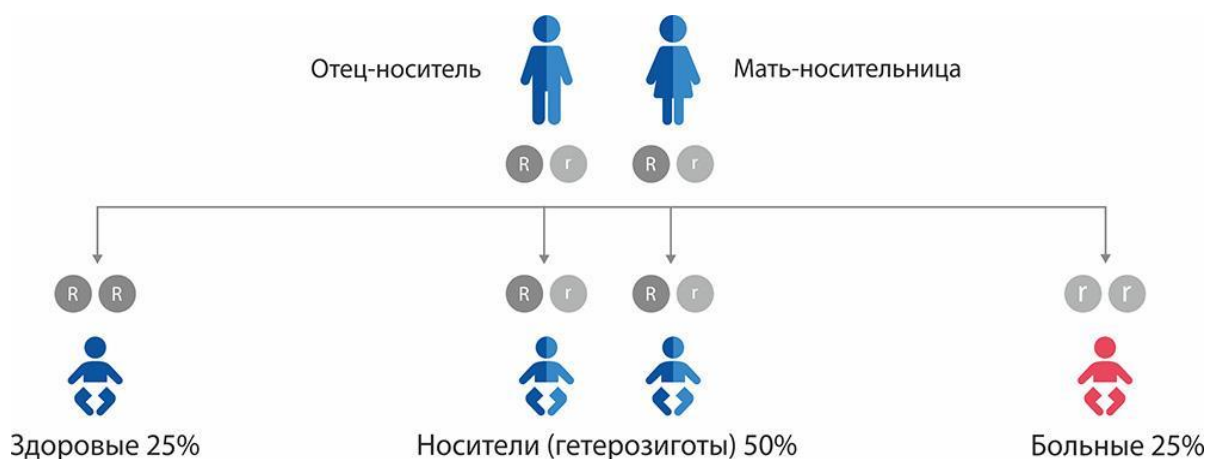 Отец-носитель
Мать-носительница
R r R r
R R R r R r r r
Здоровые 25%
Носители (гетерозиготы) 50%
Больные 25%